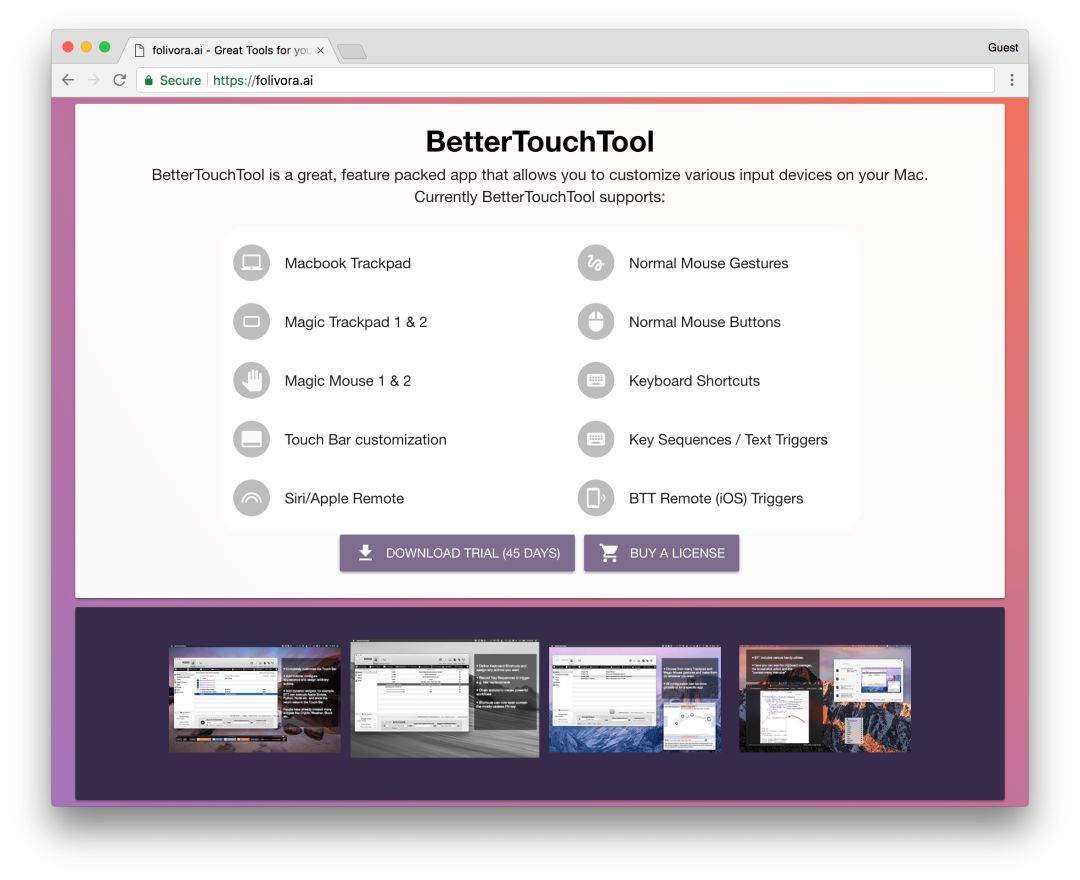 folivora.ai - Great Tools for you
Guest
Secure
https://folivora.ai
BetterTouchTool
BetterTouchTool is a great, feature packed app that allows you to customize various input devices on your Mac.
Currently BetterTouchTool supports:
Macbook Trackpad
Normal Mouse Gestures
Magic Trackpad 1 & 2
Normal Mouse Buttons
Magic Mouse 1 & 2
Keyboard Shortcuts
Touch Bar customization
Key Sequences / Text Triggers
Siri/Apple Remote
BTT Remote (iOS) Triggers
DOWNLOAD TRIAL (45 DAYS)
BUY A LICENSE